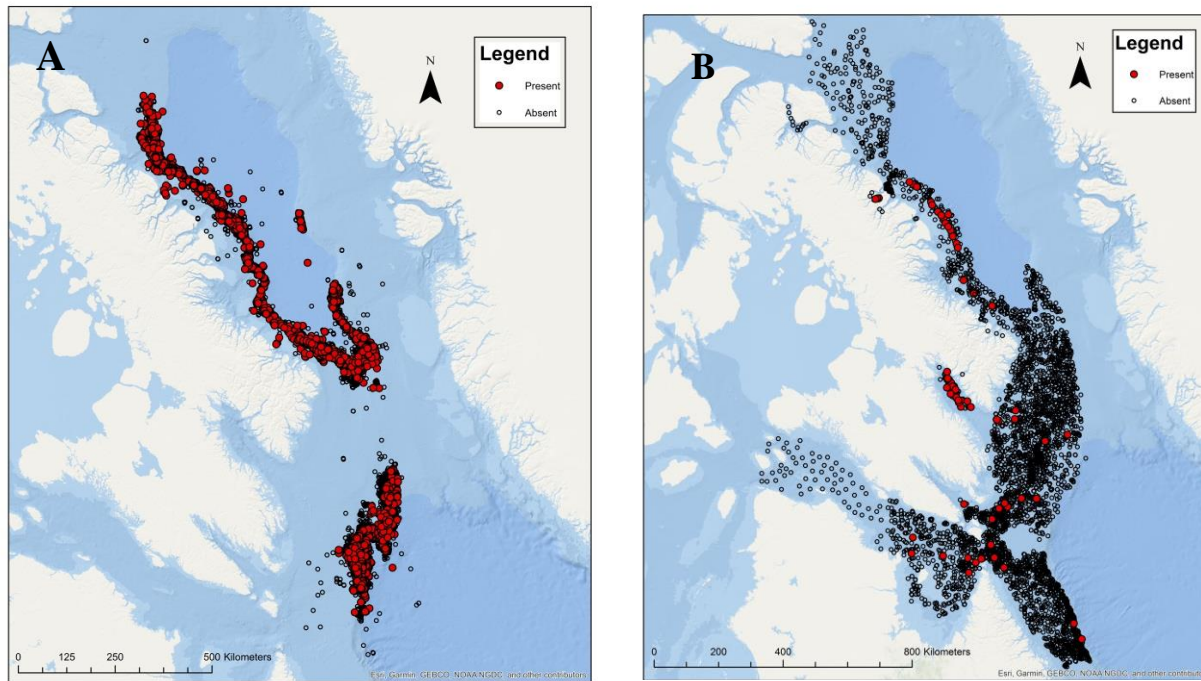 A
Legend
N
Present
Absent
0 125 250 500 Kilometers
Esri, Garmin, GEBCO, NOAA NGDC, and other contributors
B
Legend
N
Present
Absent
0 200 400 800 Kilometers
Esri, Garmin, GEBCO, NOAA NGDC, and other contributors